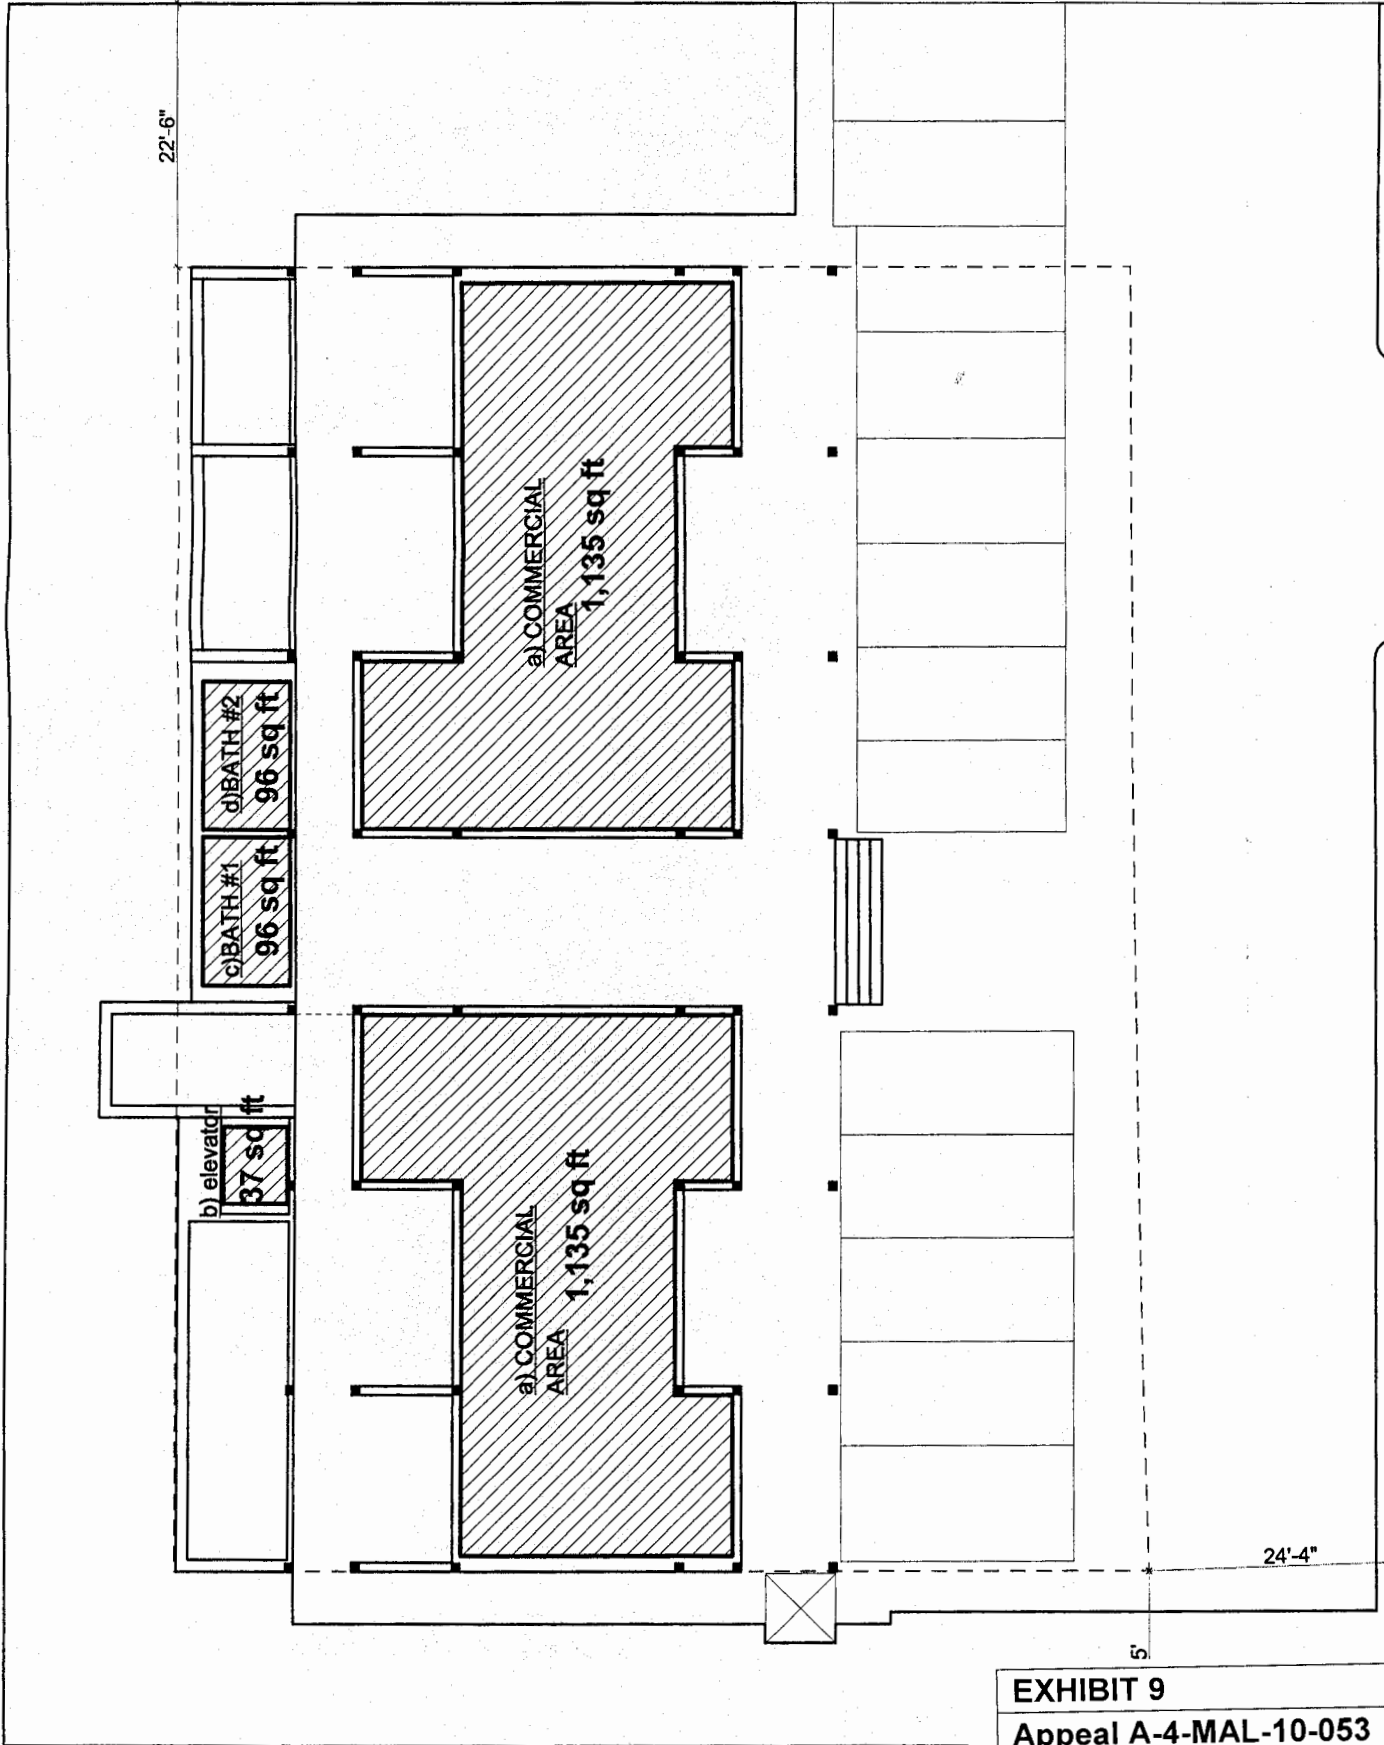 22'-6"
a) COMMERCIAL
AREA
1,135 sq ft
d)BATH #2
96 sq ft
c)BATH #1
96 sq ft
b) elevator
37 sq ft
a) COMMERCIAL
AREA
1,135 sq ft
24'-4"
5'
EXHIBIT 9
Appeal A-4-MAL-10-053